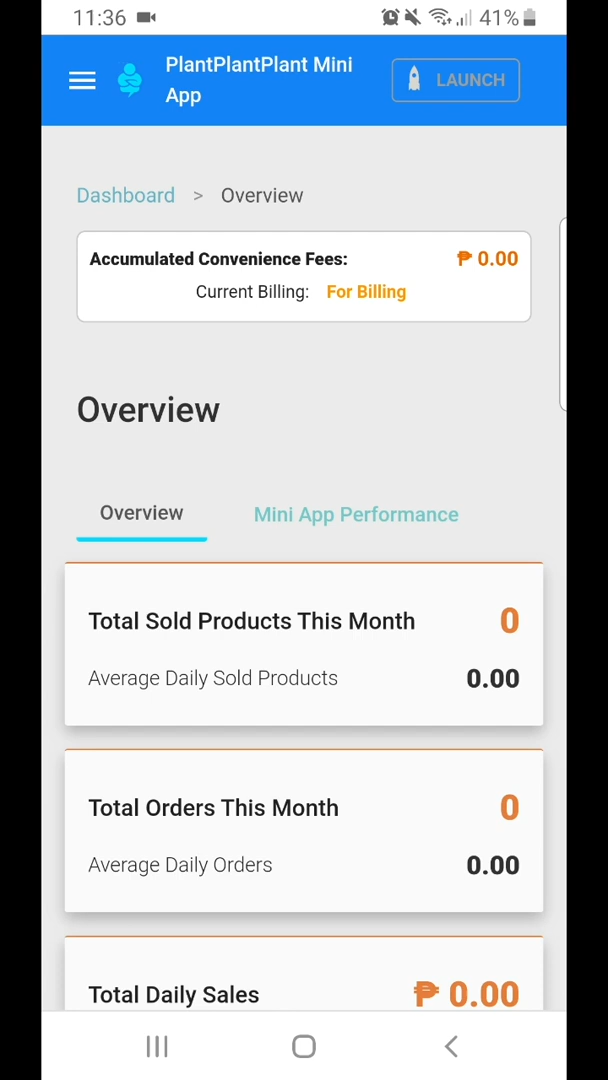 11:36
41%
PlantPlantPlant Mini
App
LAUNCH
Dashboard > Overview
Accumulated Convenience Fees: ₱ 0.00
Current Billing: For Billing
Overview
Overview Mini App Performance
Total Sold Products This Month 0
Average Daily Sold Products 0.00
Total Orders This Month 0
Average Daily Orders 0.00
Total Daily Sales ₱ 0.00